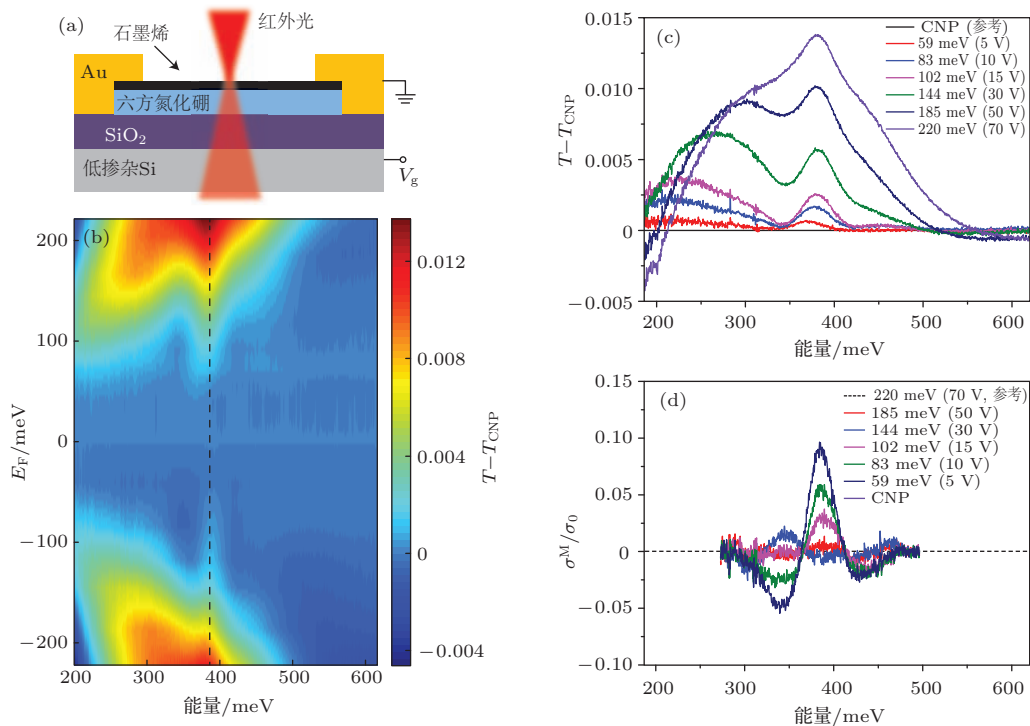 (a)
红外光
石墨烯
Au
六方氮化硼
SiO2
低掺杂Si
Vg
(b)
200
100
0
−100
−200
EF/meV
200 300 400 500 600
能量/meV
0.012
0.008
0.004
0
−0.004
T−TCNP
(c)
CNP (参考)
59 meV (5 V)
83 meV (10 V)
102 meV (15 V)
144 meV (30 V)
185 meV (50 V)
220 meV (70 V)
0.015
0.010
0.005
0
−0.005
T−TCNP
200 300 400 500 600
能量/meV
(d)
220 meV (70 V, 参考)
185 meV (50 V)
144 meV (30 V)
102 meV (15 V)
83 meV (10 V)
59 meV (5 V)
CNP
0.15
0.10
0.05
0
−0.05
−0.10
σM/σ0
200 300 400 500 600
能量/meV